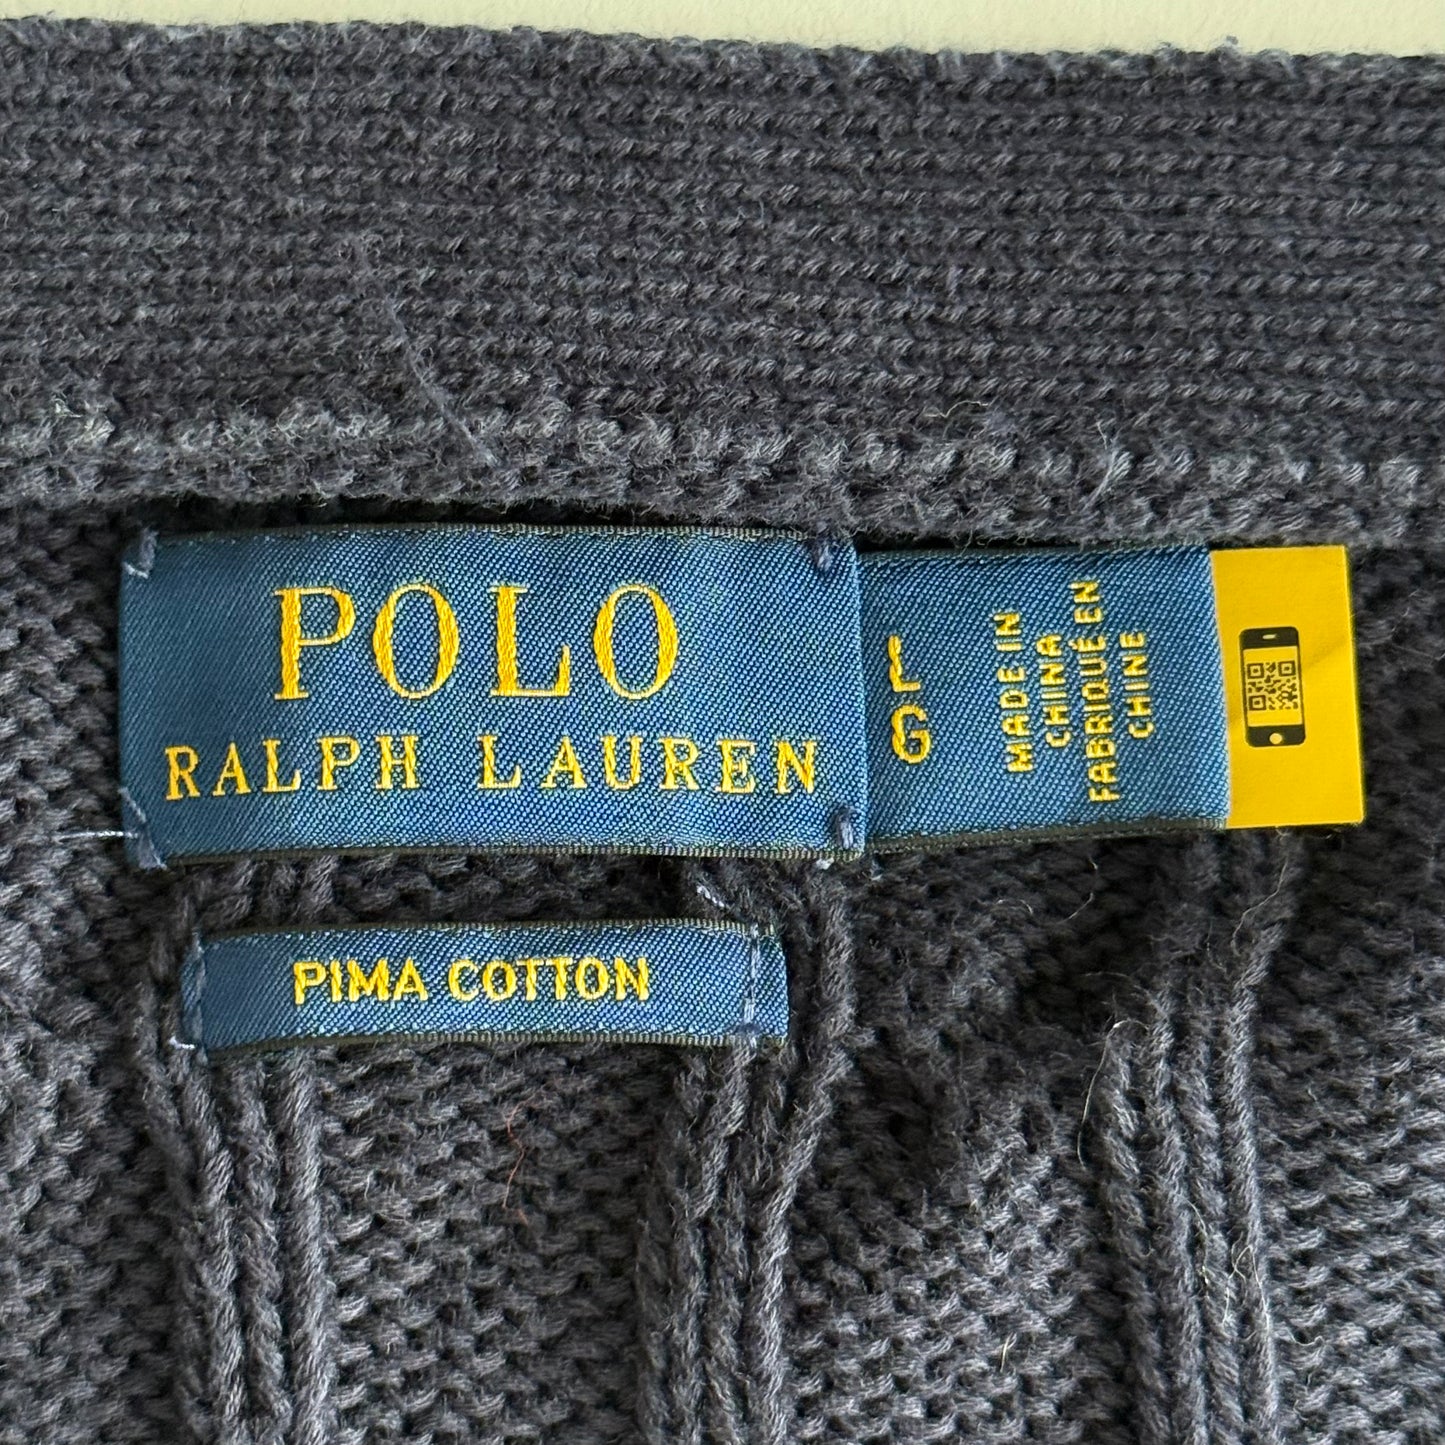 POLO
RALPH LAUREN
L
G
MADE IN
CHINA
FABRIQUÉ EN
CHINE
PIMA COTTON